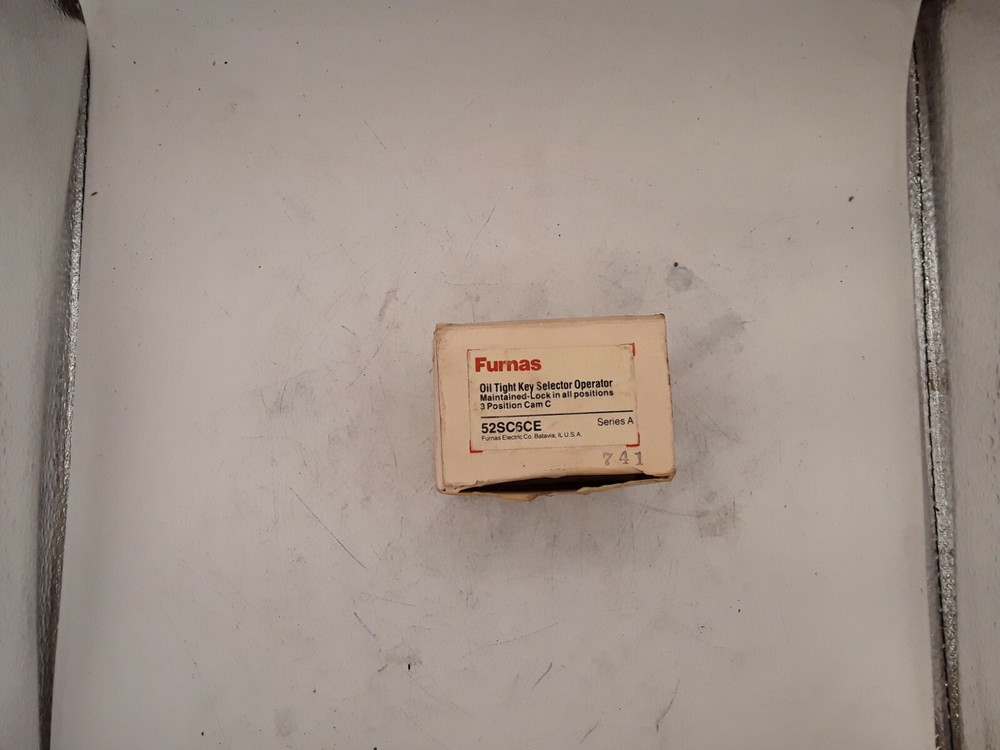 Furnas
Oil Tight Key Selector Operator
Maintained-Lock in all positions
3 Position Cam C
52SC6CE Series A
Furnas Electric Co. Batavia, IL U.S.A.
741